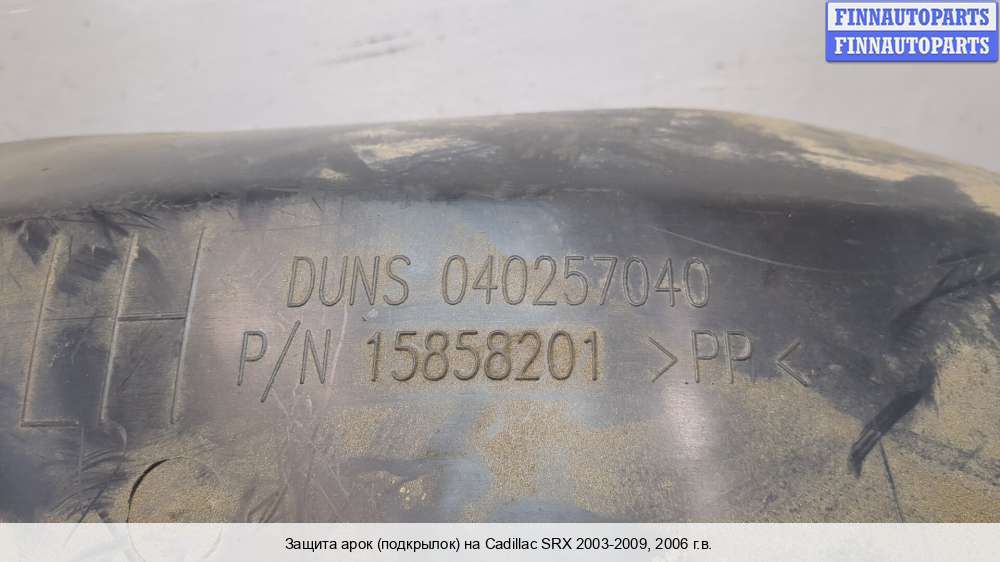 FINNAUTOPARTS
FINNAUTOPARTS
LH
DUNS 040257040
P/N 15858201 >PP<
Защита арок (подкрылок) на Cadillac SRX 2003-2009, 2006 г.в.